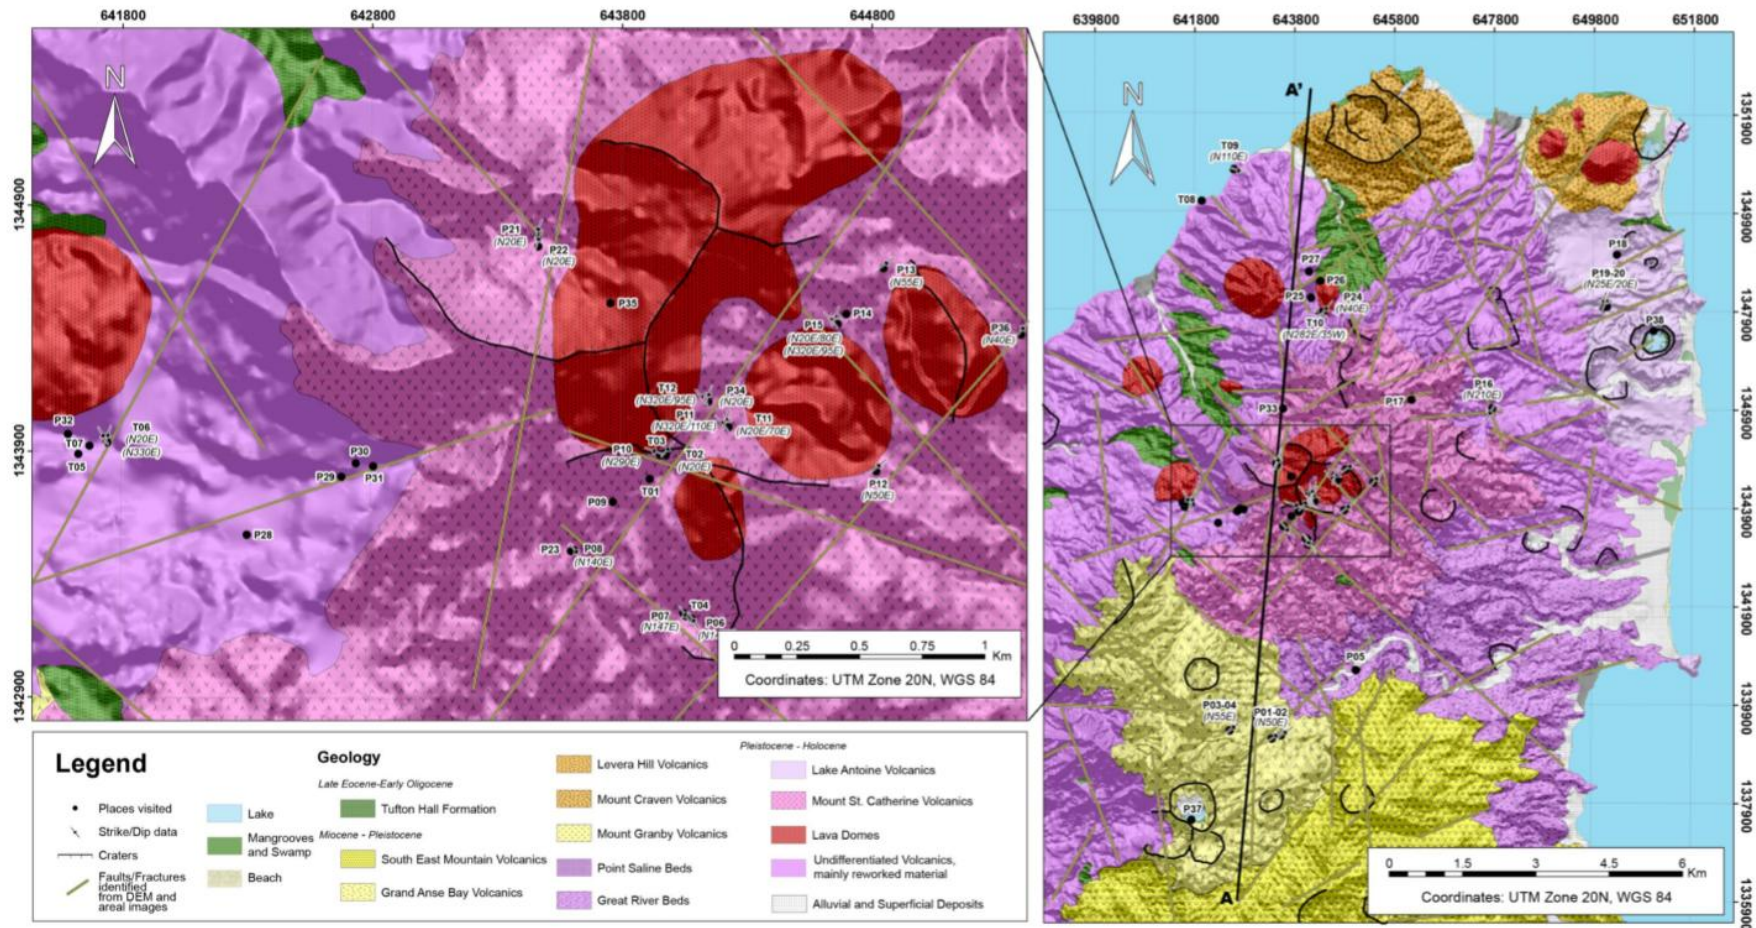 641800
642800
643800
644800
1344900
1343900
1342900
N
P21
(N20E)
P22
(N20E)
P35
P13
(N55E)
P14
P15
(N20E/80E)
(N320E/95E)
P36
(N40E)
T12
(N320E/95E)
P34
(N20E)
P11
(N320E/110E)
T11
(N20E/70E)
P10
(N290E)
T03
T02
(N20E)
T01
P09
P12
(N50E)
P32
T07
T05
T06
(N20E)
(N330E)
P30
P29
P31
P28
P23
P08
(N140E)
T04
P07
(N147E)
P06
0
0.25
0.5
0.75
1
Km
Coordinates: UTM Zone 20N, WGS 84
639800
641800
643800
645800
647800
649800
651800
1351900
1349900
1347900
1345900
1343900
1341900
1339900
1337900
1335900
N
A'
T09
(N110E)
T08
P27
P26
P25
P24
(N40E)
T10
(N282E/35W)
P18
P19-20
(N25E/20E)
P38
P16
(N210E)
P17
P33
P05
P03-04
(N55E)
P01-02
(N50E)
P37
A
0
1.5
3
4.5
6
Km
Coordinates: UTM Zone 20N, WGS 84
Legend
Places visited
Strike/Dip data
Craters
Faults/Fractures
identified
from DEM and
areal images
Lake
Mangrooves
and Swamp
Beach
Geology
Late Eocene-Early Oligocene
Tufton Hall Formation
Miocene - Pleistocene
South East Mountain Volcanics
Grand Anse Bay Volcanics
Levera Hill Volcanics
Mount Craven Volcanics
Mount Granby Volcanics
Point Saline Beds
Great River Beds
Pleistocene - Holocene
Lake Antoine Volcanics
Mount St. Catherine Volcanics
Lava Domes
Undifferentiated Volcanics,
mainly reworked material
Alluvial and Superficial Deposits